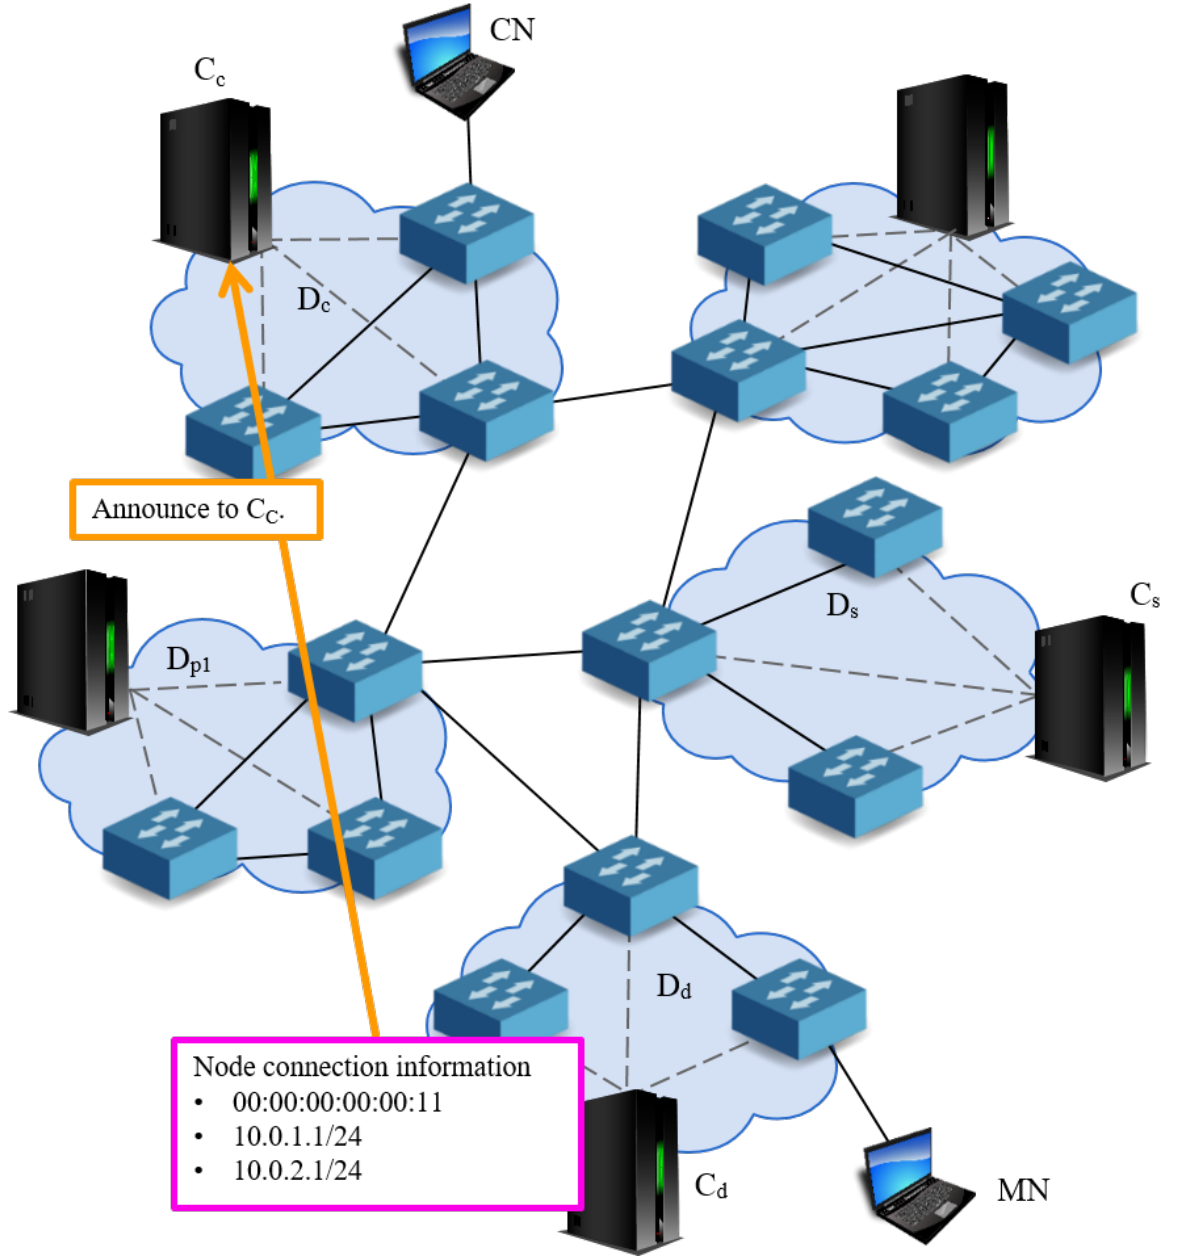 CN
Cc
Dc
Announce to CC.
Ds
Cs
Dp1
Dd
Node connection information
• 00:00:00:00:00:11
• 10.0.1.1/24
• 10.0.2.1/24
Cd
MN